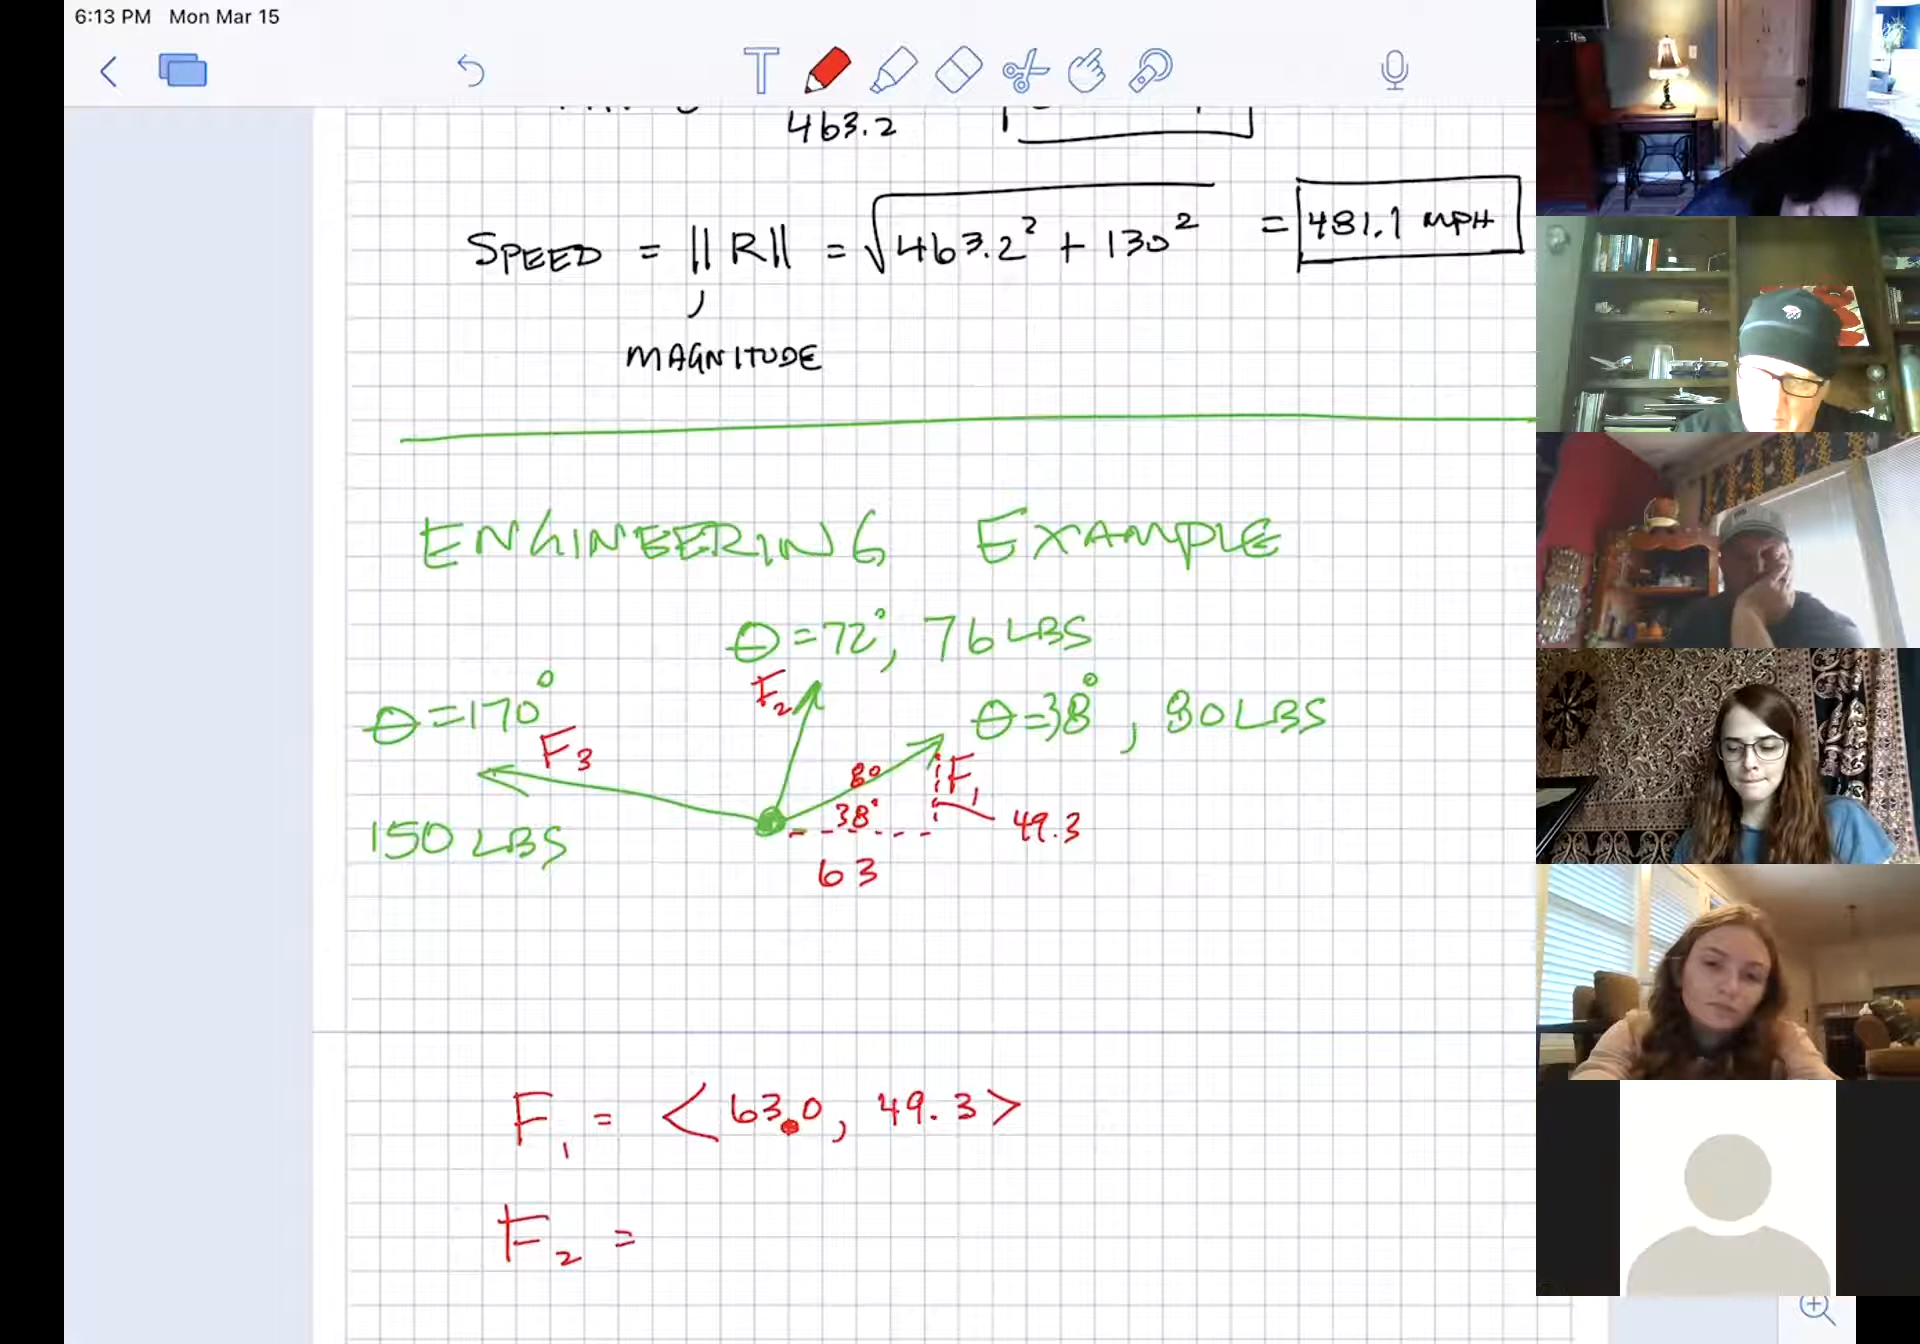 6:13 PM Mon Mar 15
463.2
SPEED = || R || = √463.2² + 130² = 481.1 MPH
MAGNITUDE
ENGINEERING EXAMPLE
θ=72°, 76 LBS
F₂
θ=170°
θ=38°, 80 LBS
F₃
80
F₁
38°
49.3
150 LBS
63
F₁ = <63.0, 49.3>
F₂ =